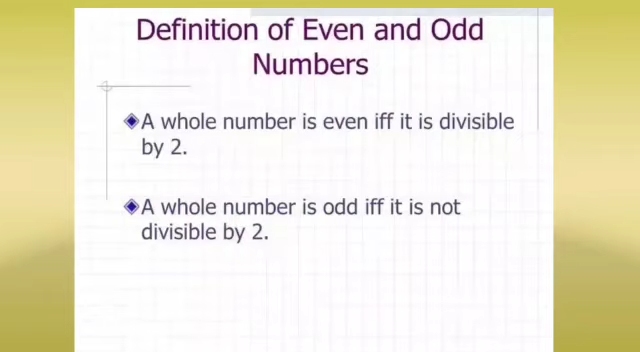 Definition of Even and Odd
Numbers
A whole number is even iff it is divisible
by 2.
A whole number is odd iff it is not
divisible by 2.